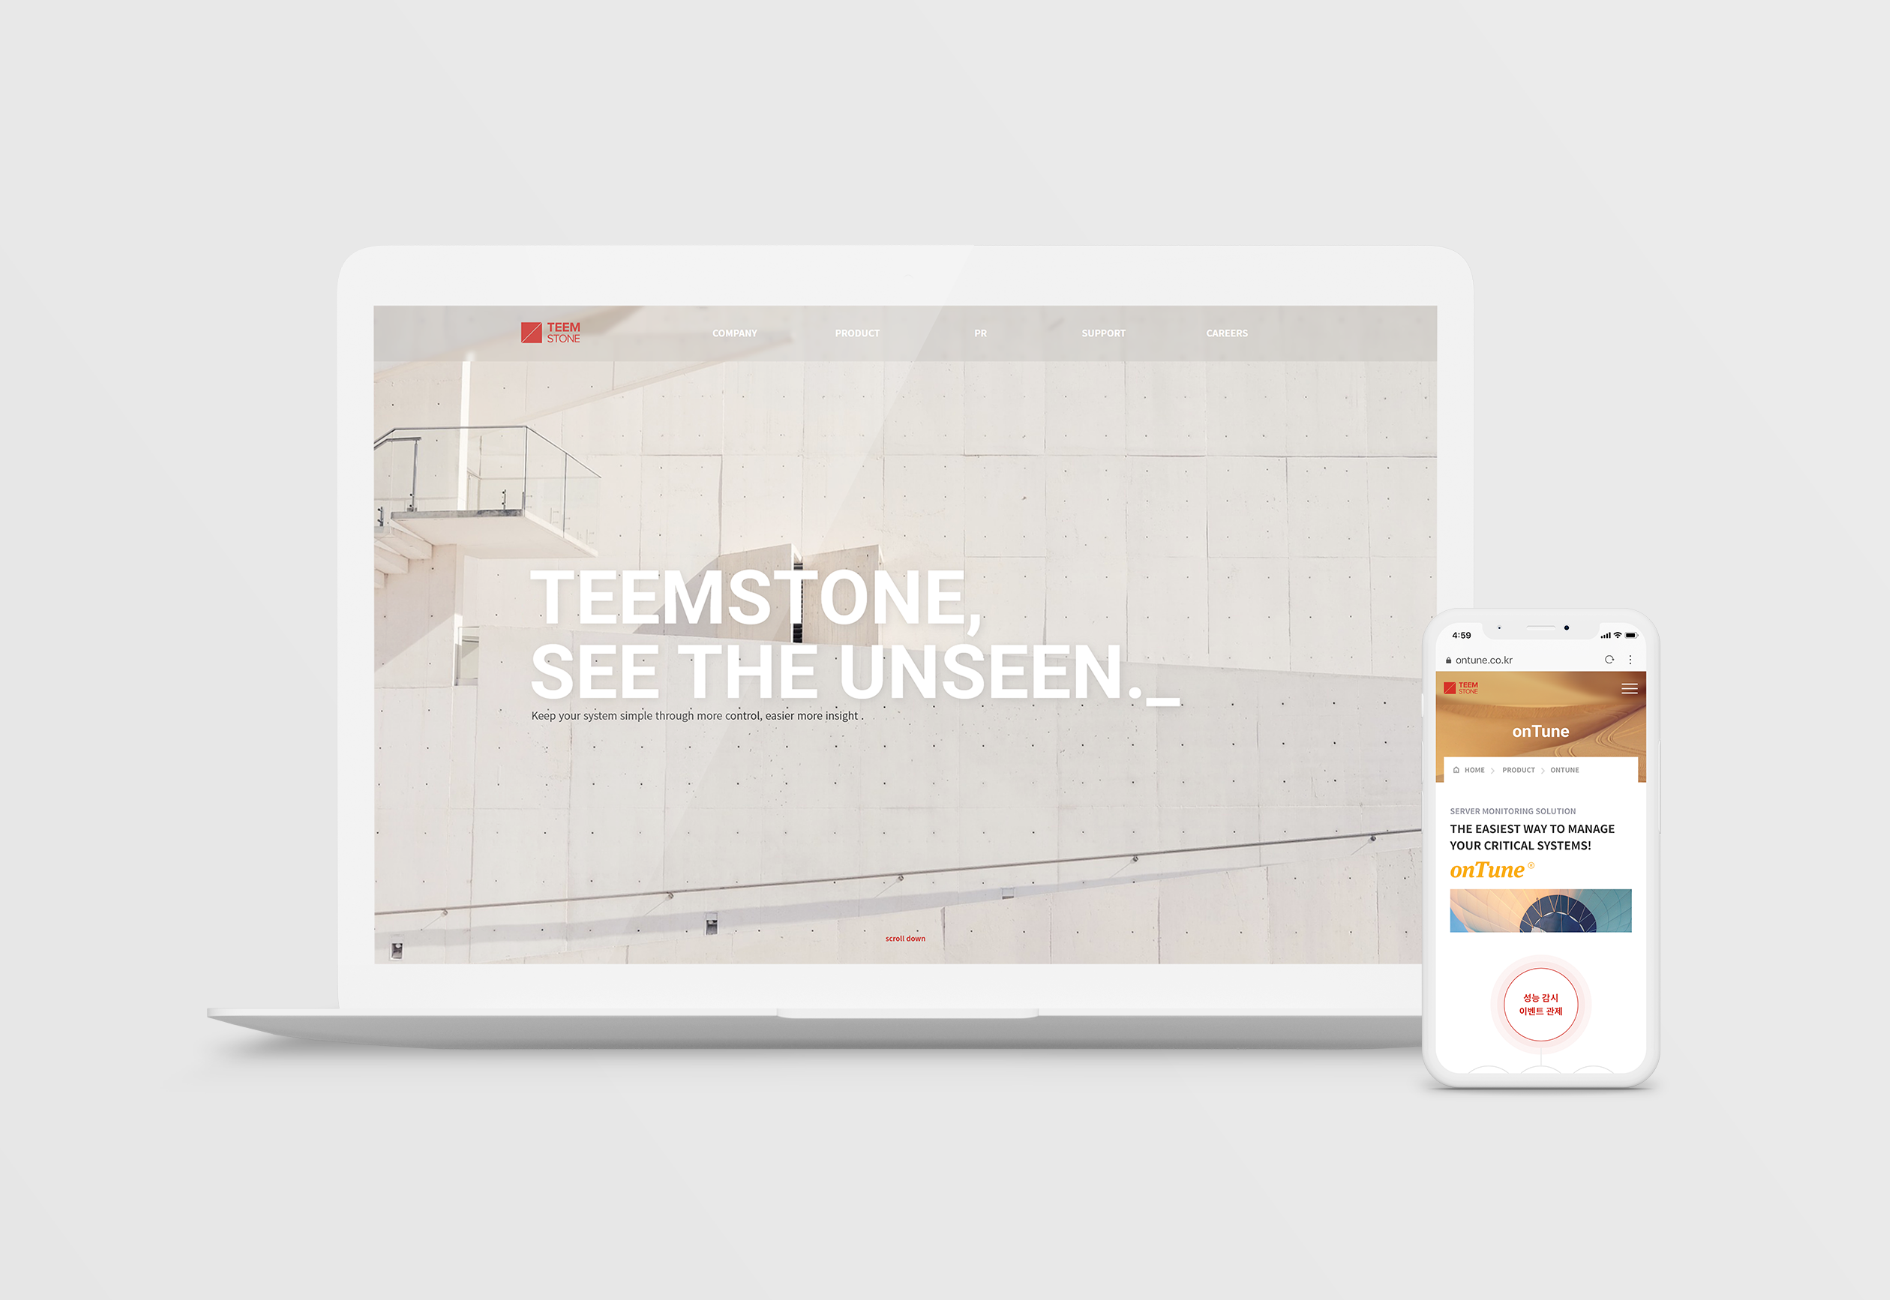 TEEM
STONE
COMPANY
PRODUCT
PR
SUPPORT
CAREERS
TEEMSTONE,
SEE THE UNSEEN._
Keep your system simple through more control, easier more insight .
scroll down
4:59
ontune.co.kr
TEEM
STONE
onTune
HOME > PRODUCT > ONTUNE
SERVER MONITORING SOLUTION
THE EASIEST WAY TO MANAGE
YOUR CRITICAL SYSTEMS!
onTune®
성능 감시
이벤트 관제